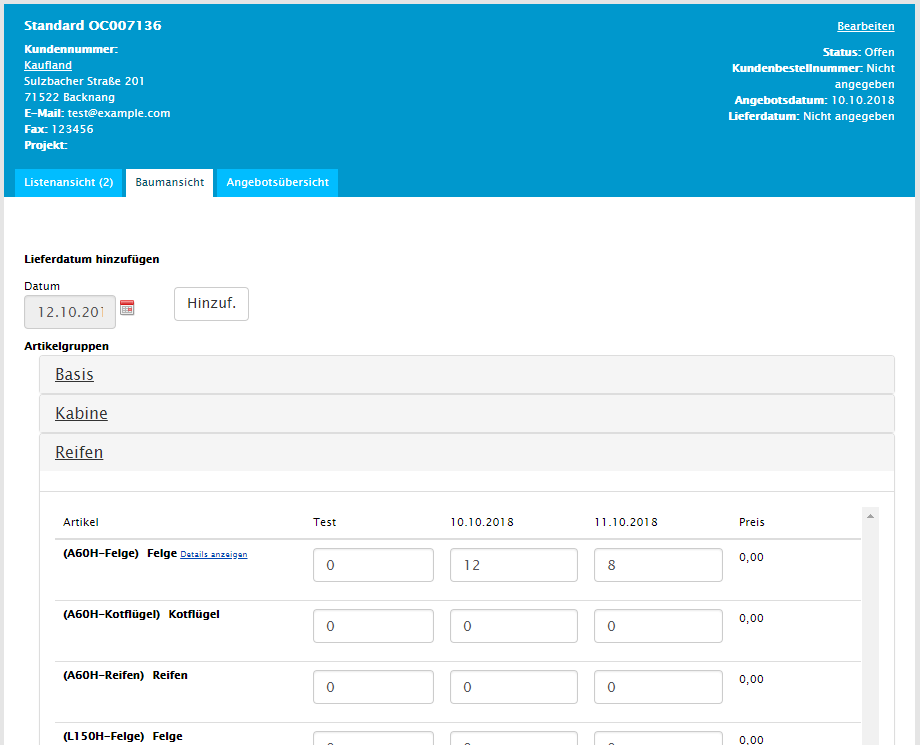 Standard OC007136
Bearbeiten
Kundennummer:
Kaufland
Sulzbacher Straße 201
71522 Backnang
E-Mail: test@example.com
Fax: 123456
Projekt:
Status: Offen
Kundenbestellnummer: Nicht
angegeben
Angebotsdatum: 10.10.2018
Lieferdatum: Nicht angegeben
Listenansicht (2) Baumansicht Angebotsübersicht
Lieferdatum hinzufügen
Datum
12.10.201 Hinzuf.
Artikelgruppen
Basis
Kabine
Reifen
Artikel Test 10.10.2018 11.10.2018 Preis
(A60H-Felge) Felge Details anzeigen 0 12 8 0,00
(A60H-Kotflügel) Kotflügel 0 0 0 0,00
(A60H-Reifen) Reifen 0 0 0 0,00
(L150H-Felge) Felge 0,00